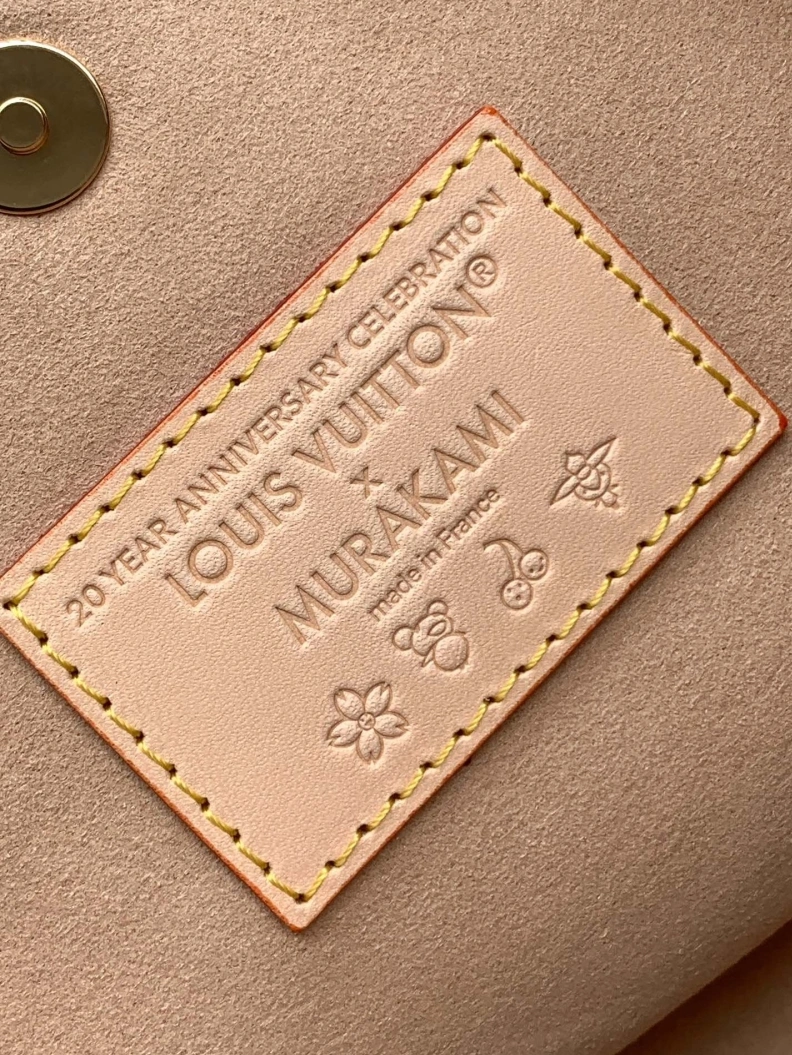 20 YEAR ANNIVERSARY CELEBRATION
LOUIS VUITTON®
x
MURAKAMI
made in France